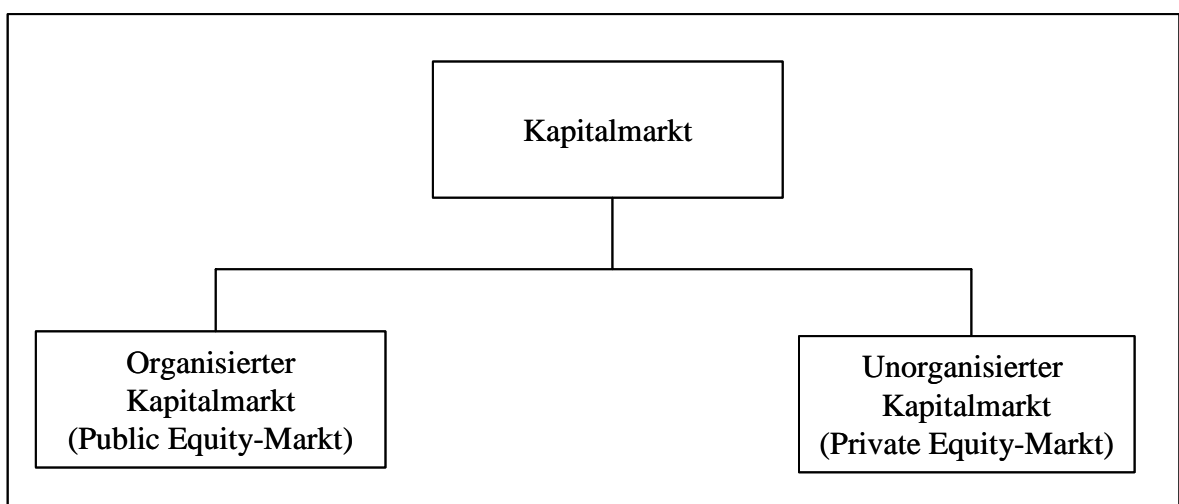 Kapitalmarkt
Organisierter
Kapitalmarkt
(Public Equity-Markt)
Unorganisierter
Kapitalmarkt
(Private Equity-Markt)